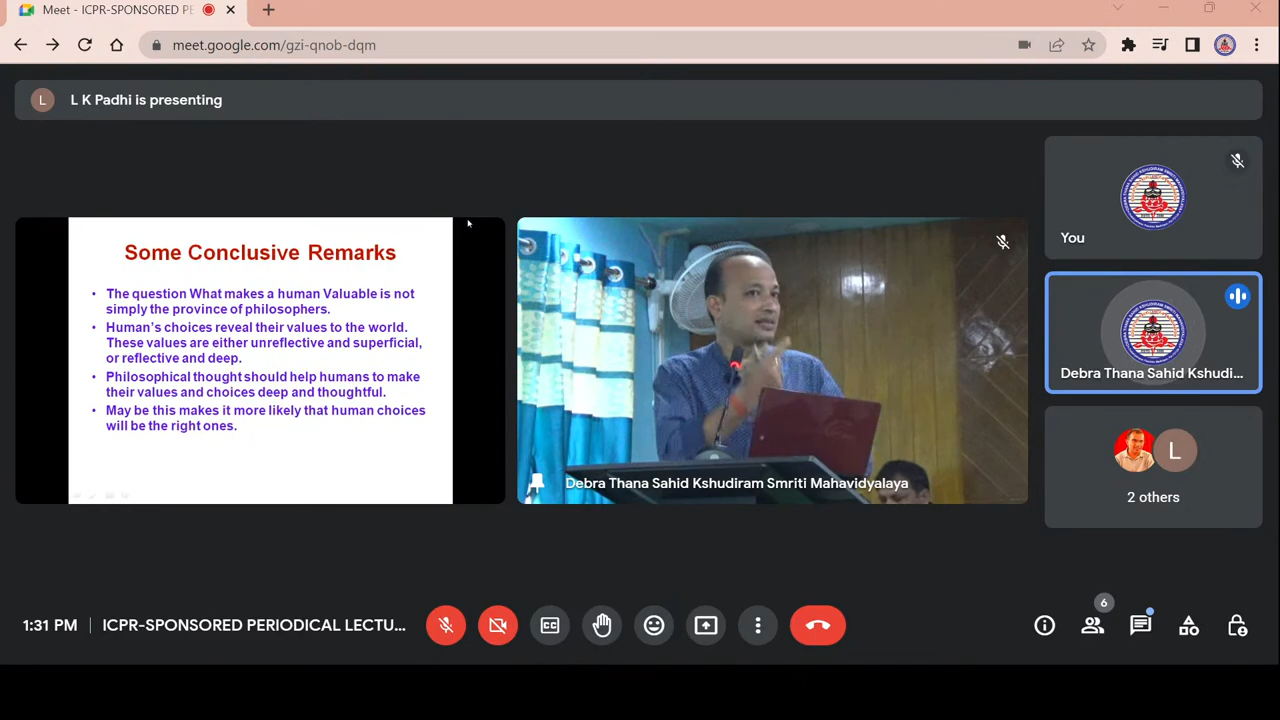 Meet - ICPR-SPONSORED PE
meet.google.com/gzi-qnob-dqm
L
L K Padhi is presenting
You
Some Conclusive Remarks
• The question What makes a human Valuable is not
simply the province of philosophers.
• Human's choices reveal their values to the world.
These values are either unreflective and superficial,
or reflective and deep.
• Philosophical thought should help humans to make
their values and choices deep and thoughtful.
• May be this makes it more likely that human choices
will be the right ones.
Debra Thana Sahid Kshudiram Smriti Mahavidyalaya
Debra Thana Sahid Kshudi...
L
2 others
1:31 PM | ICPR-SPONSORED PERIODICAL LECTU...
CC
6